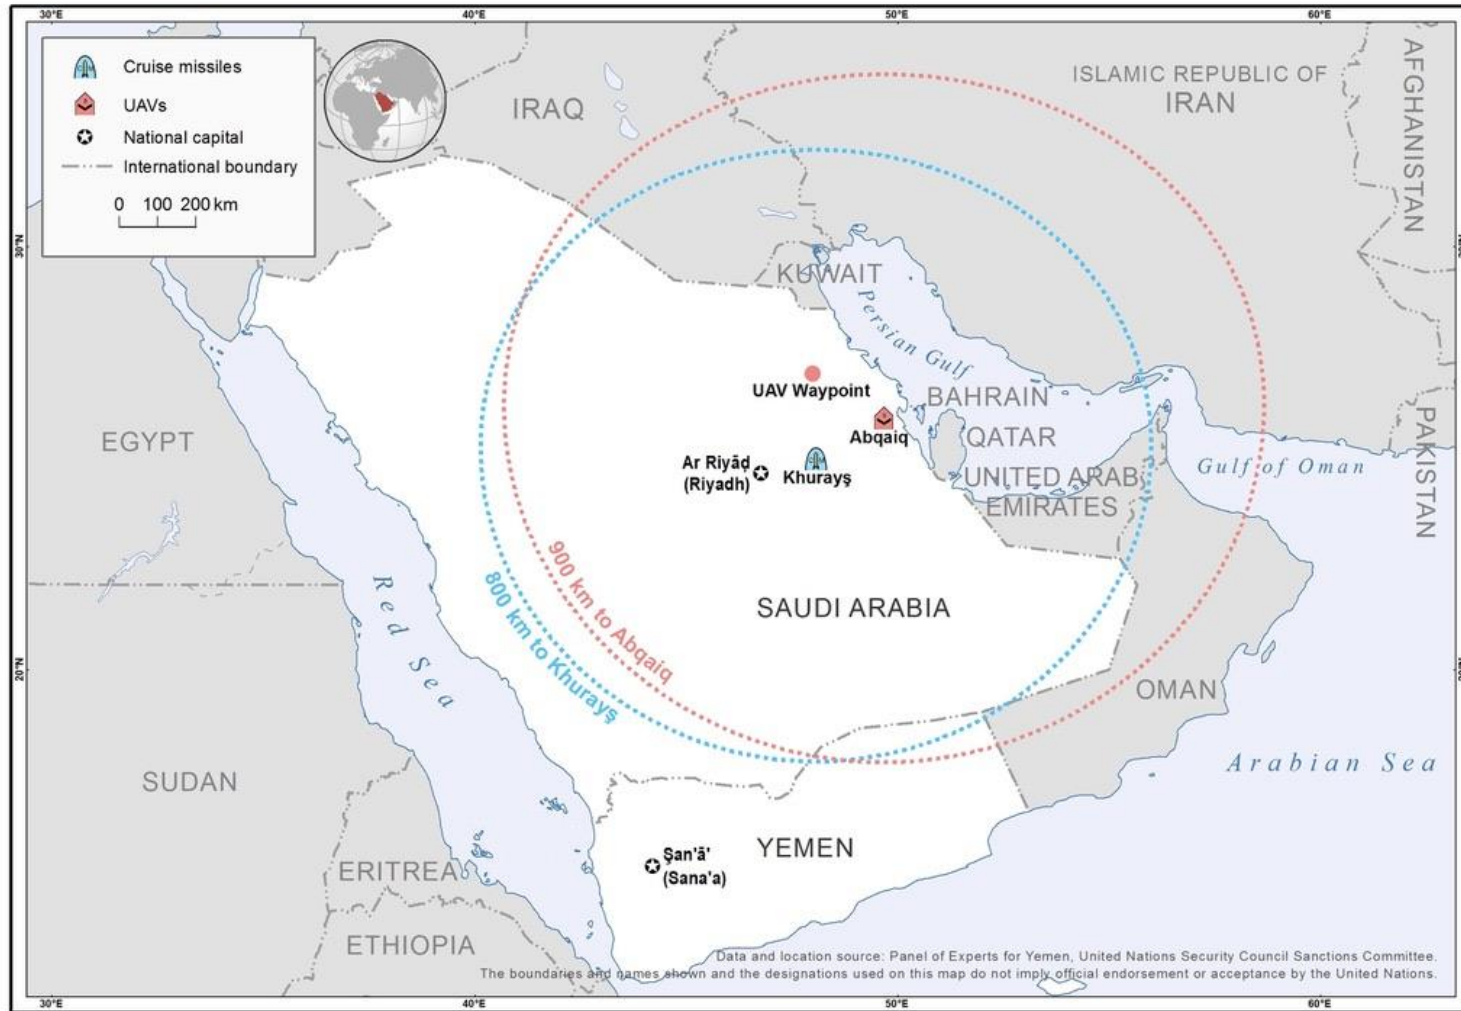 30°E
40°E
50°E
60°E
Cruise missiles
UAVs
National capital
International boundary
0 100 200 km
30°N
IRAQ
ISLAMIC REPUBLIC OF
IRAN
AFGHANISTAN
KUWAIT
Persian Gulf
UAV Waypoint
BAHRAIN
Abqaiq
QATAR
EGYPT
Ar Riyāḑ
(Riyadh)
Khurayş
UNITED ARAB
EMIRATES
Gulf of Oman
PAKISTAN
900 km to Abqaiq
800 km to Khurayş
Red Sea
SAUDI ARABIA
20°N
OMAN
SUDAN
Arabian Sea
YEMEN
Şan'ā'
(Sana'a)
ERITREA
ETHIOPIA
Data and location source: Panel of Experts for Yemen, United Nations Security Council Sanctions Committee.
The boundaries and names shown and the designations used on this map do not imply official endorsement or acceptance by the United Nations.
30°E
40°E
50°E
60°E